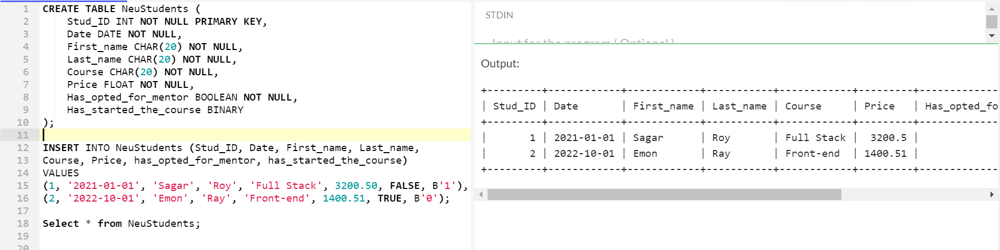 1 CREATE TABLE NeuStudents (
2 Stud_ID INT NOT NULL PRIMARY KEY,
3 Date DATE NOT NULL,
4 First_name CHAR(20) NOT NULL,
5 Last_name CHAR(20) NOT NULL,
6 Course CHAR(20) NOT NULL,
7 Price FLOAT NOT NULL,
8 Has_opted_for_mentor BOOLEAN NOT NULL,
9 Has_started_the_course BINARY
10 );
11
12 INSERT INTO NeuStudents (Stud_ID, Date, First_name, Last_name,
13 Course, Price, has_opted_for_mentor, has_started_the_course)
14 VALUES
15 (1, '2021-01-01', 'Sagar', 'Roy', 'Full Stack', 3200.50, FALSE, B'1'),
16 (2, '2022-10-01', 'Emon', 'Ray', 'Front-end', 1400.51, TRUE, B'0');
17
18 Select * from NeuStudents;
19
20
STDIN
Input for the program ( Optional )
Output:
+---------+------------+------------+-----------+------------+---------+-------------
| Stud_ID | Date | First_name | Last_name | Course | Price | Has_opted_fo
+---------+------------+------------+-----------+------------+---------+-------------
| 1 | 2021-01-01 | Sagar | Roy | Full Stack | 3200.5 |
| 2 | 2022-10-01 | Emon | Ray | Front-end | 1400.51 |
+---------+------------+------------+-----------+------------+---------+-------------